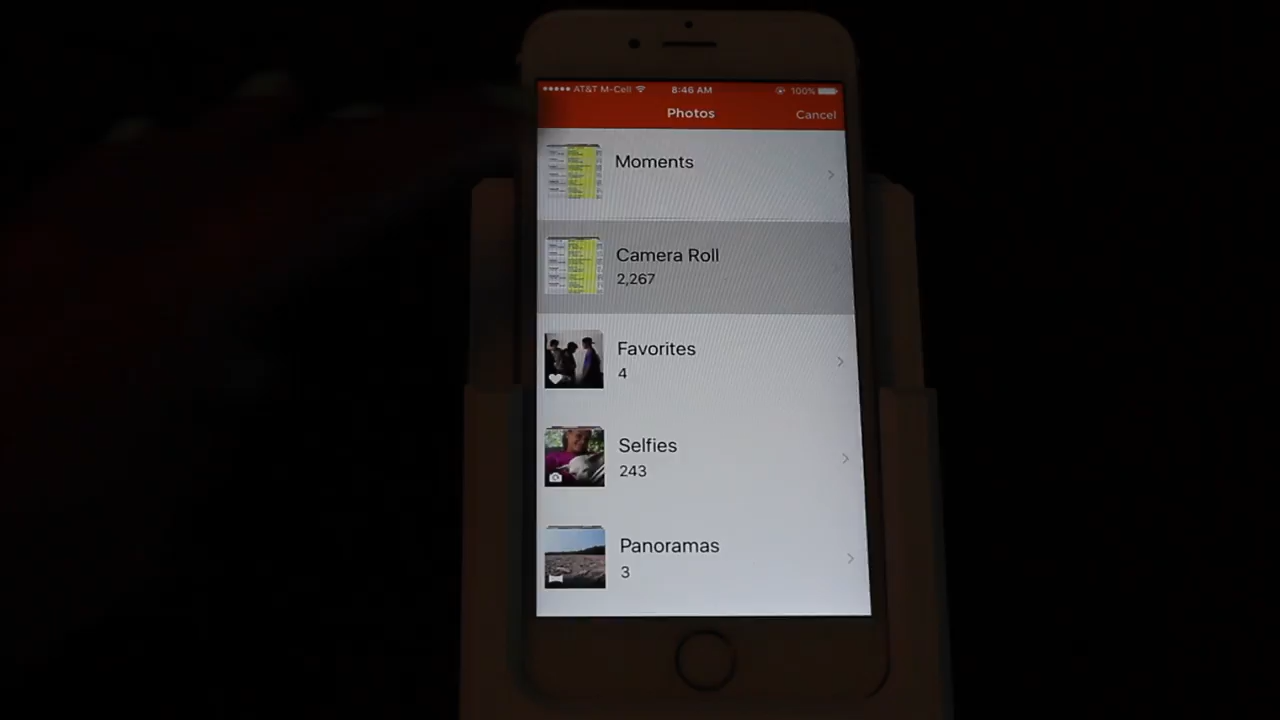 AT&T M-Cell 8:46 AM 100%
Photos Cancel
Moments
Camera Roll
2,267
Favorites
4
Selfies
243
Panoramas
3